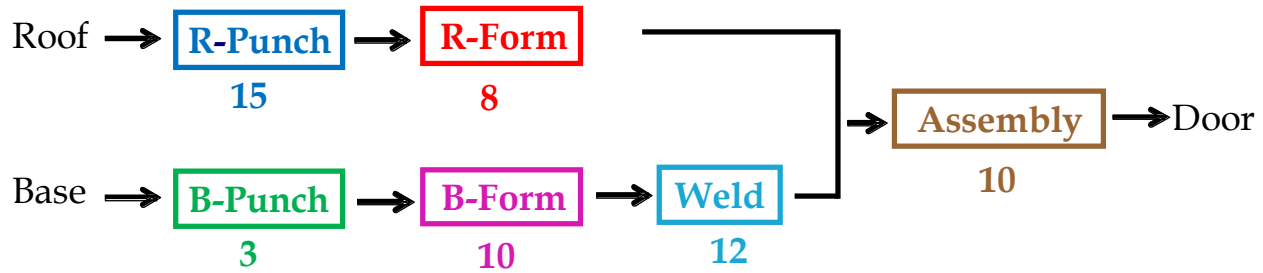 Roof
R-Punch
R-Form
15
8
Assembly
Door
10
Base
B-Punch
B-Form
Weld
3
10
12